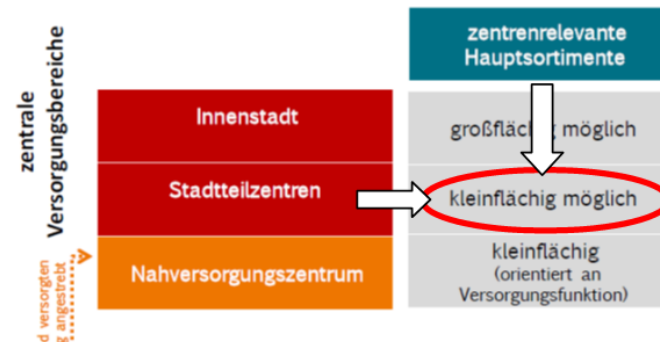 zentrenrelevante
Hauptsortimente
zentrale
Versorgungsbereiche
Innenstadt
großflächig möglich
Stadtteilzentren
kleinflächig möglich
Nahversorgungszentrum
kleinflächig
(orientiert an
Versorgungsfunktion)
versorgten
angestrebt